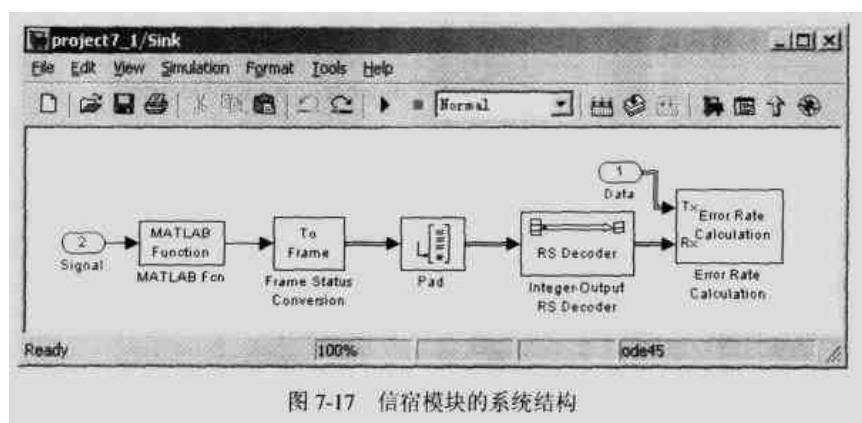 project7_1/Sink
File Edit View Simulation Format Tools Help
Normal
1
Data
2
Signal
MATLAB
Function
MATLAB Fcn
To
Frame
Frame Status
Conversion
Pad
RS Decoder
Integer-Output
RS Decoder
Tx
Rx
Error Rate
Calculation
Error Rate
Calculation
Ready
100%
ode45
图 7-17 信宿模块的系统结构